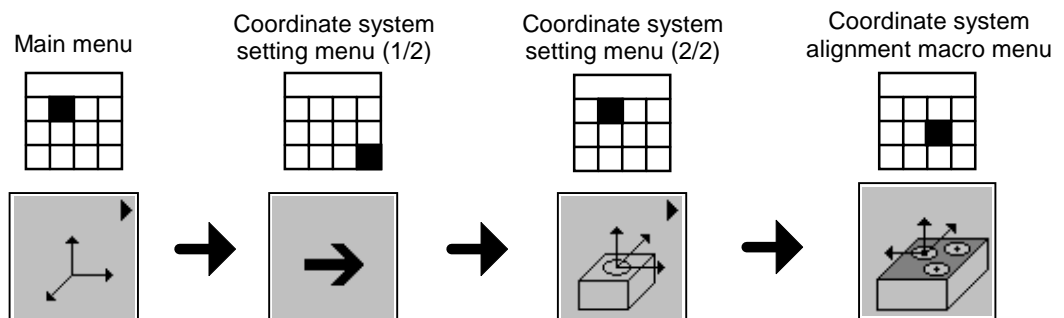 Main menu
Coordinate system
setting menu (1/2)
Coordinate system
setting menu (2/2)
Coordinate system
alignment macro menu